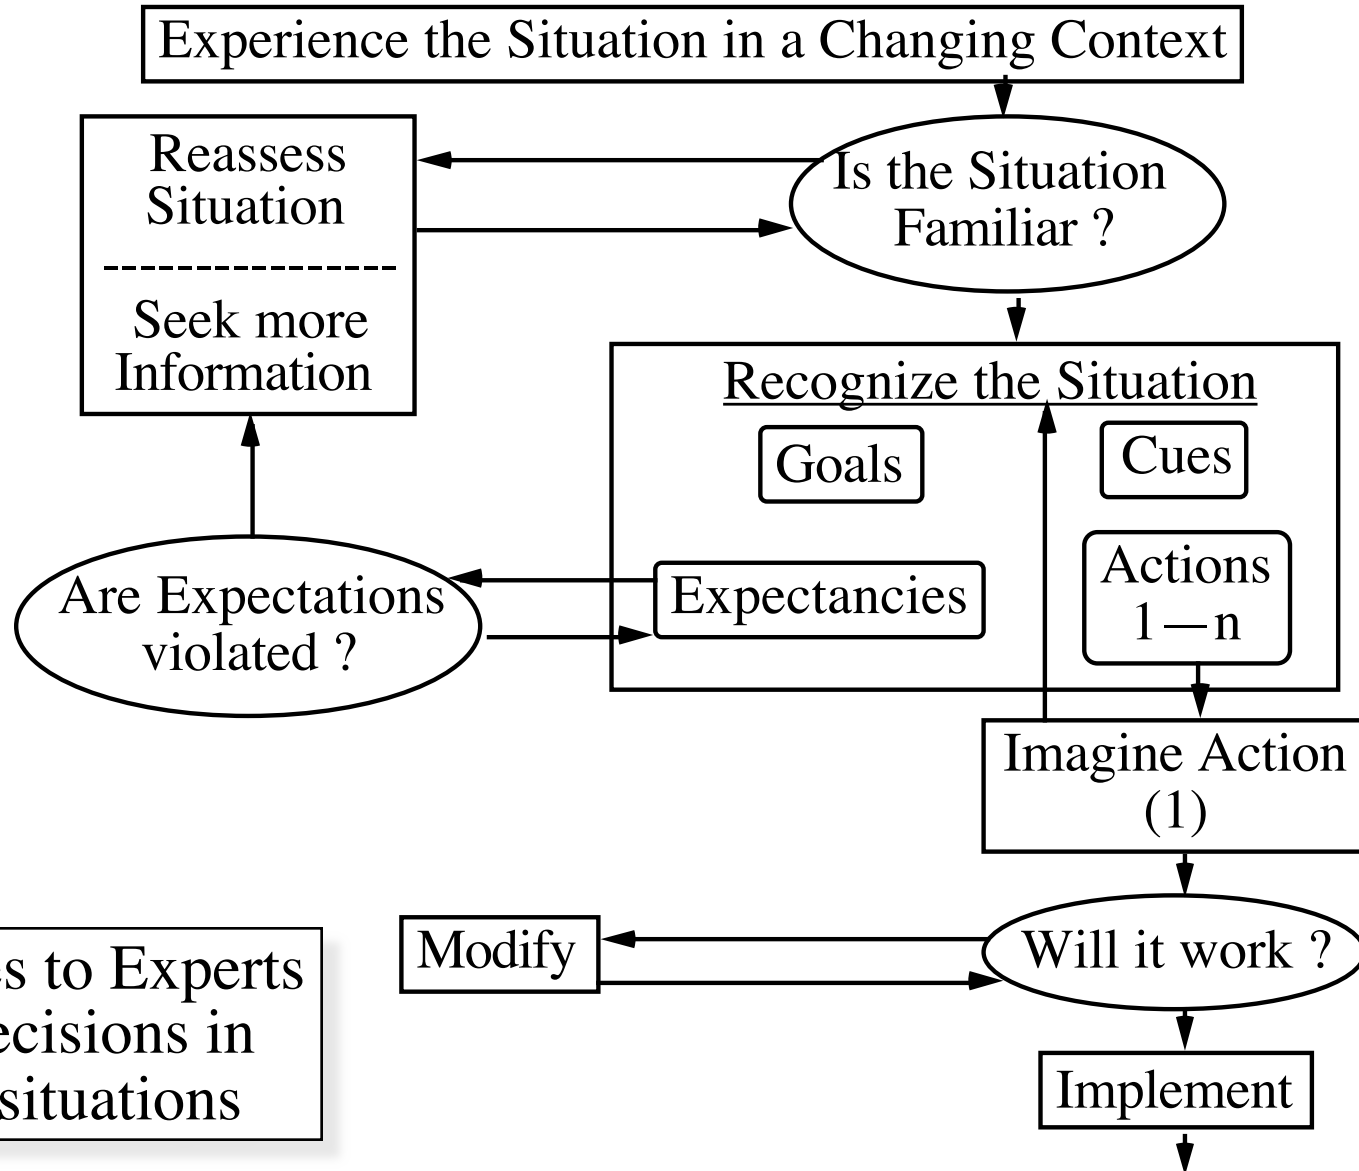 Experience the Situation in a Changing Context
Reassess
Situation
Seek more
Information
Is the Situation
Familiar ?
Recognize the Situation
Goals
Cues
Expectancies
Actions
1—n
Are Expectations
violated ?
Imagine Action
(1)
Modify
Will it work ?
Implement
to Experts
in
situations